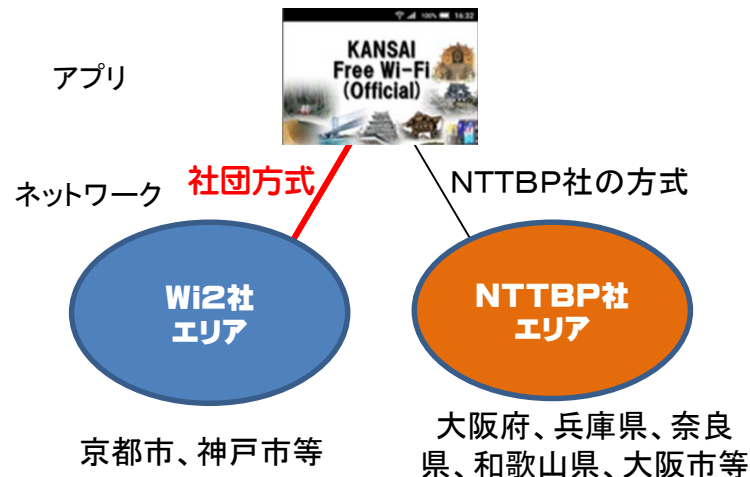 100% 16:32
KANSAI
Free Wi-Fi
(Official)
アプリ
ネットワーク
社団方式
NTTBP社の方式
Wi2社
エリア
NTTBP社
エリア
京都市、神戸市等
大阪府、兵庫県、奈良
県、和歌山県、大阪市等